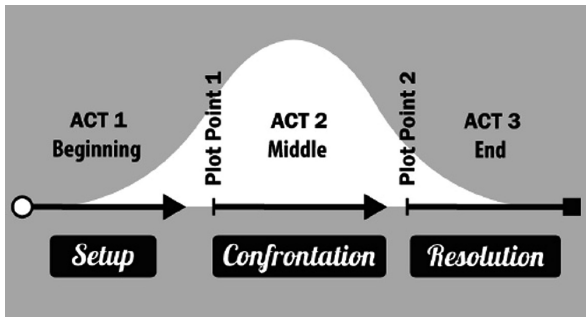 ACT 1
Beginning
Plot Point 1
ACT 2
Middle
Plot Point 2
ACT 3
End
Setup
Confrontation
Resolution